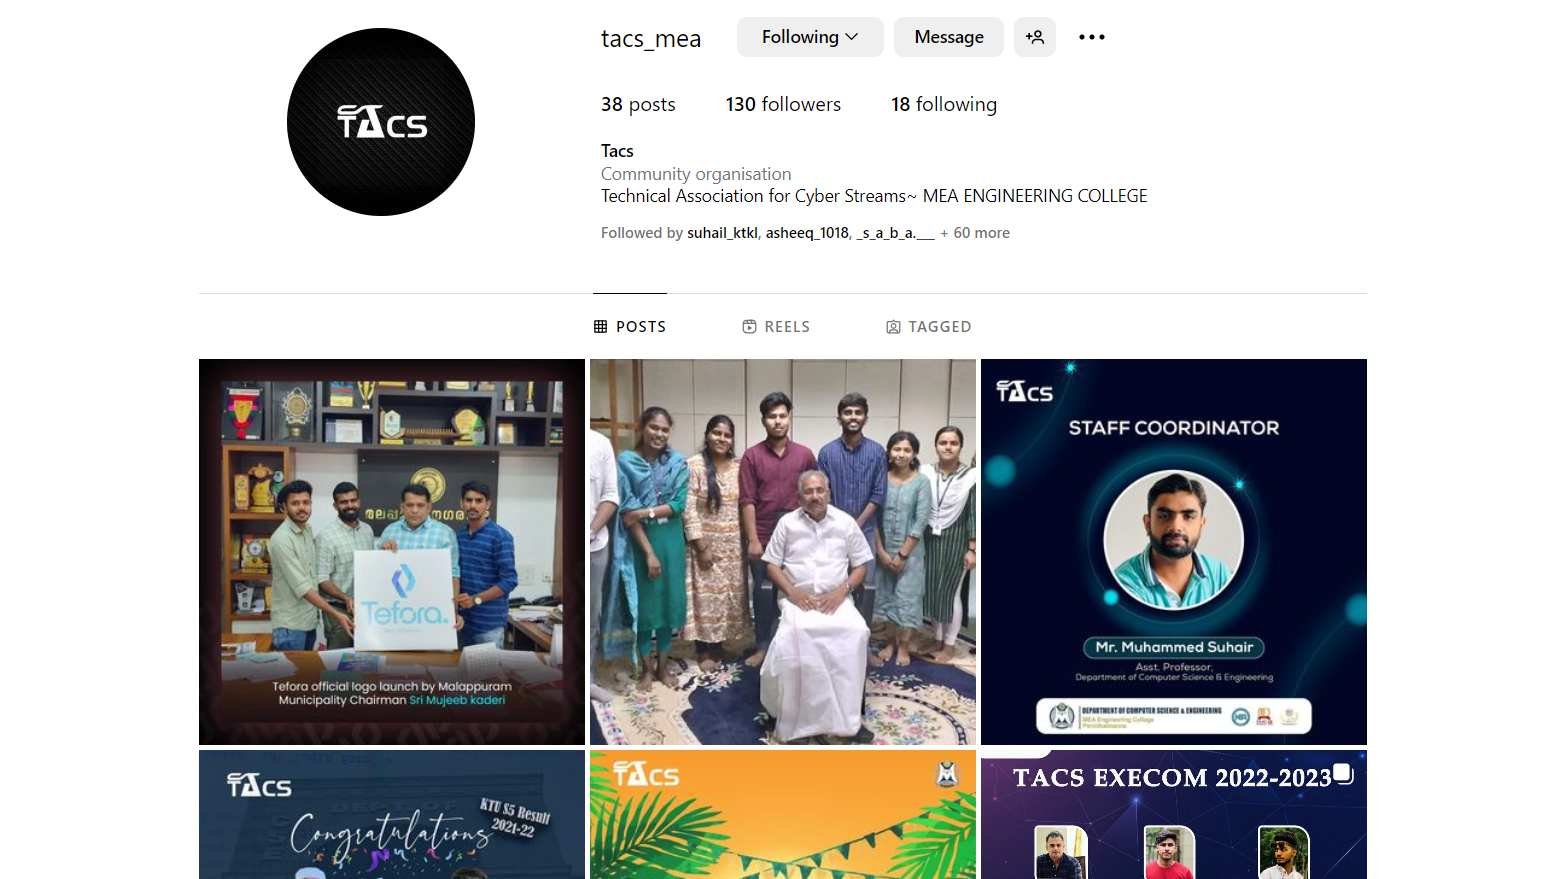 TACS
tacs_mea
Following
Message
38 posts
130 followers
18 following
Tacs
Community organisation
Technical Association for Cyber Streams~ MEA ENGINEERING COLLEGE
Followed by suhail_ktkl, asheeq_1018, _s_a_b_a.___ + 60 more
POSTS
REELS
TAGGED
Tefora.
Tefora official logo launch by Malappuram
Municipality Chairman Sri Mujeeb kaderi
TACS
STAFF COORDINATOR
Mr. Muhammed Suhair
Asst. Professor,
Department of Computer Science & Engineering
DEPARTMENT OF COMPUTER SCIENCE & ENGINEERING
MEA Engineering College
Perinthalmanna
TACS
DEPT OF
KTU S5 Result
2021-22
Congratulations
TACS
TACS EXECOM 2022-2023